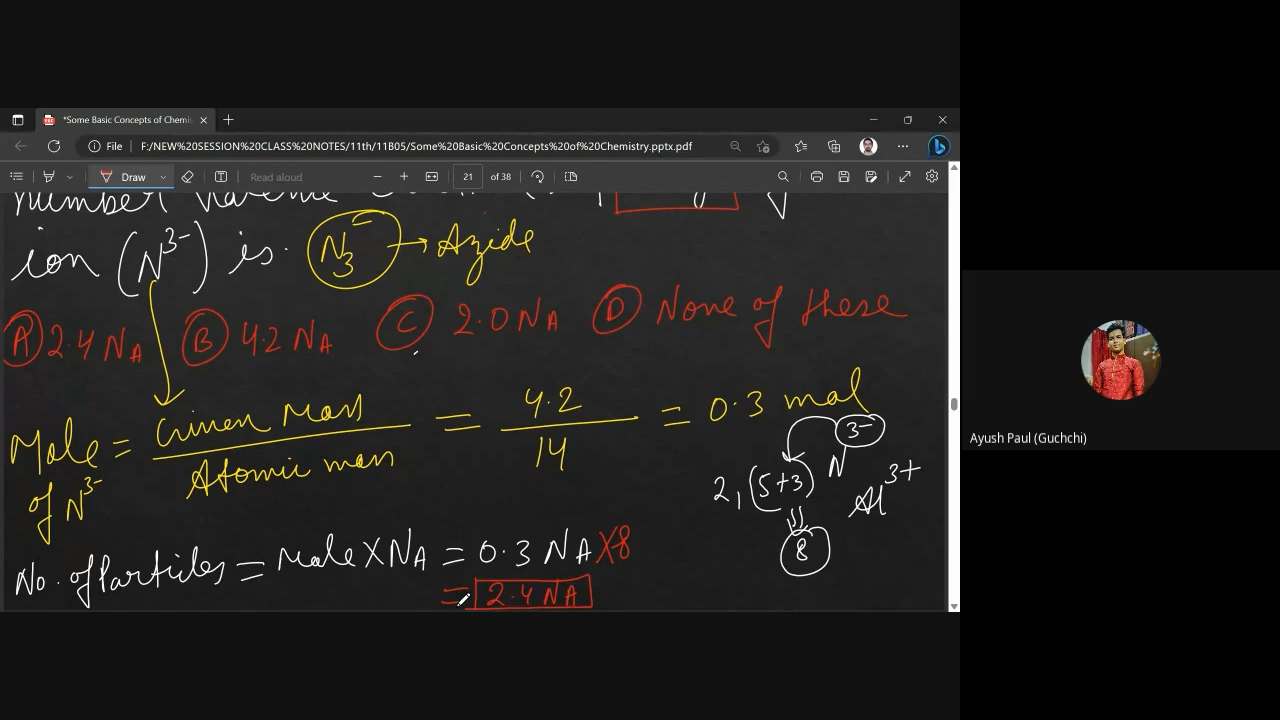 *Some Basic Concepts of Chemis
File F:/NEW%20SESSION%20CLASS%20NOTES/11th/11B05/Some%20Basic%20Concepts%20of%20Chemistry.pptx.pdf
Draw Read aloud 21 of 38
number
ion (N³⁻) is. N₃⁻ → Azide
A 2.4 NA B 4.2 NA C 2.0 NA D None of these
Mole of N³⁻ = Given Mass / Atomic mass = 4.2 / 14 = 0.3 mol
N 3-
2, (5+3) Al³⁺
8
No. of Particles = Mole X NA = 0.3 NA X 8
= 2.4 NA
Ayush Paul (Guchchi)